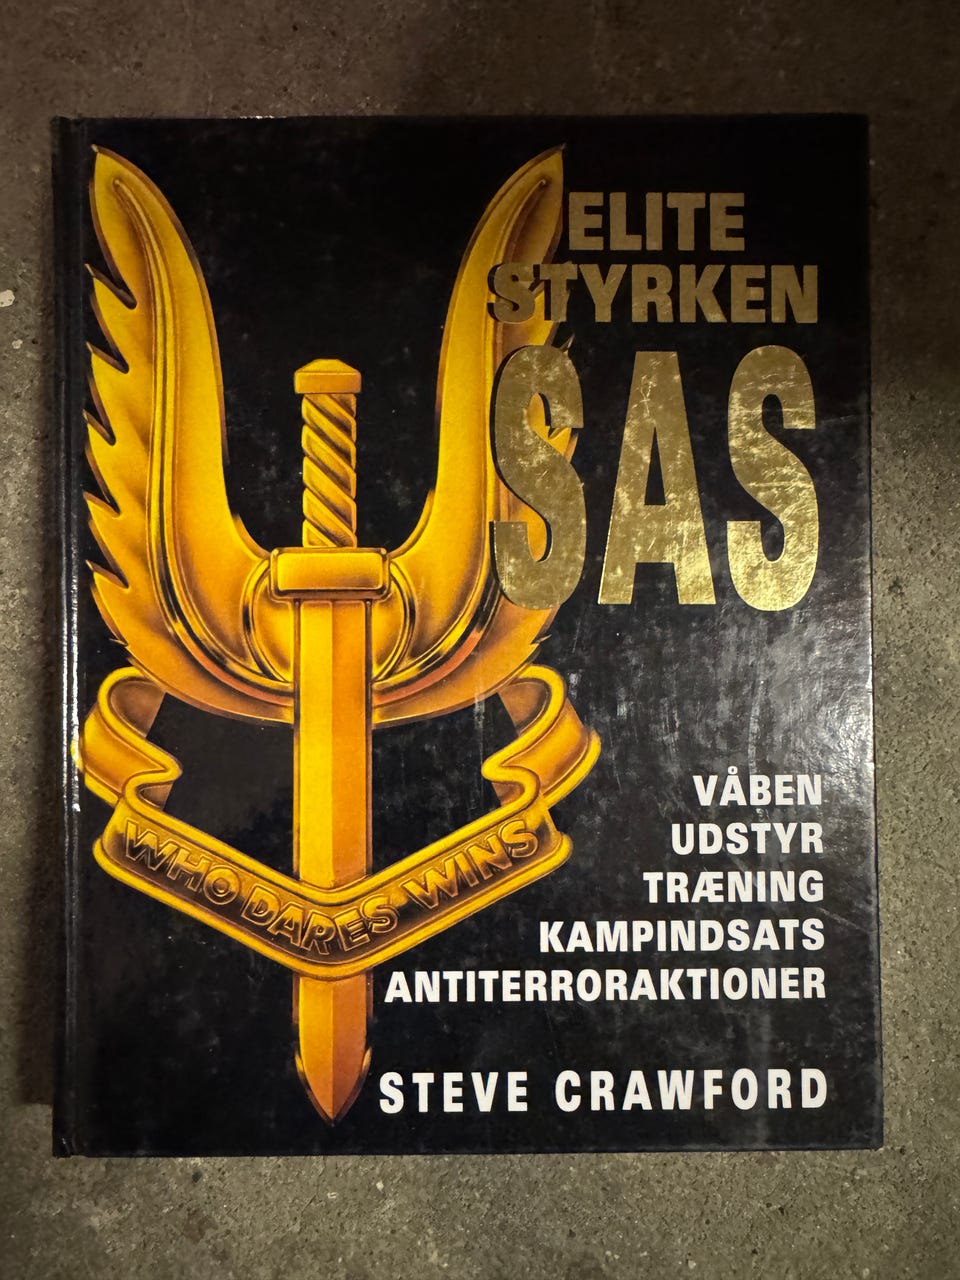 ELITE
STYRKEN
SAS
WHO DARES WINS
VÅBEN
UDSTYR
TRÆNING
KAMPINDSATS
ANTITERRORAKTIONER
STEVE CRAWFORD